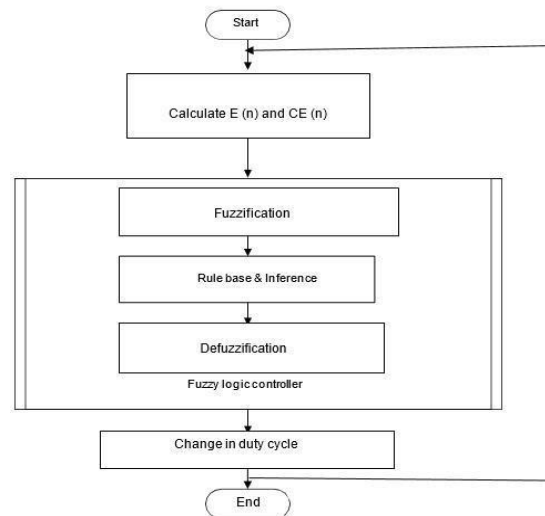 Start
Calculate E (n) and CE (n)
Fuzzification
Rule base & Inference
Defuzzification
Fuzzy logic controller
Change in duty cycle
End